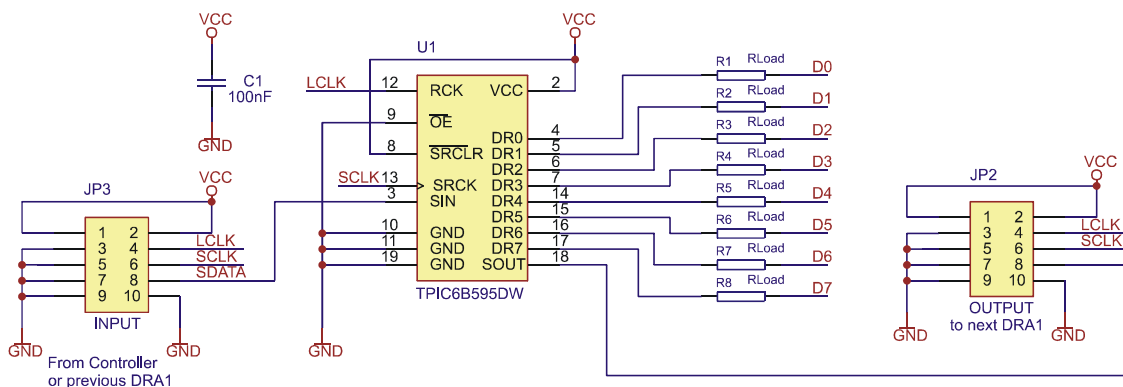 VCC
C1
100nF
GND
JP3
VCC
1 2
3 4 LCLK
5 6 SCLK
7 8 SDATA
9 10
INPUT
GND
GND
From Controller
or previous DRA1
U1
VCC
LCLK 12 RCK VCC 2
9 OE
8 SRCLR
SCLK 13 SRCK
3 SIN
10 GND
11 GND
19 GND
DR0 4
DR1 5
DR2 6
DR3 7
DR4 14
DR5 15
DR6 16
DR7 17
SOUT 18
TPIC6B595DW
GND
R1 RLoad D0
R2 RLoad D1
R3 RLoad D2
R4 RLoad D3
R5 RLoad D4
R6 RLoad D5
R7 RLoad D6
R8 RLoad D7
JP2
VCC
1 2
3 4 LCLK
5 6 SCLK
7 8
9 10
OUTPUT
to next DRA1
GND
GND